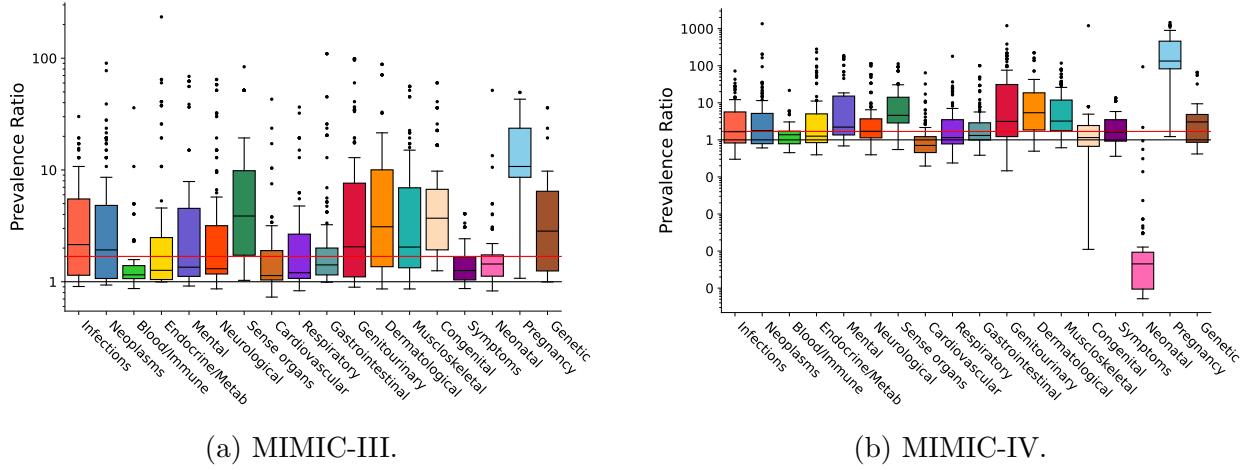 Prevalence Ratio
100
10
1
Infections
Neoplasms
Blood/Immune
Endocrine/Metab
Mental
Neurological
Sense organs
Cardiovascular
Respiratory
Gastrointestinal
Genitourinary
Dermatological
Muscloskeletal
Congenital
Symptoms
Neonatal
Pregnancy
Genetic
(a) MIMIC-III.
Prevalence Ratio
1000
100
10
1
0
0
0
0
Infections
Neoplasms
Blood/Immune
Endocrine/Metab
Mental
Neurological
Sense organs
Cardiovascular
Respiratory
Gastrointestinal
Genitourinary
Dermatological
Muscloskeletal
Congenital
Symptoms
Neonatal
Pregnancy
Genetic
(b) MIMIC-IV.